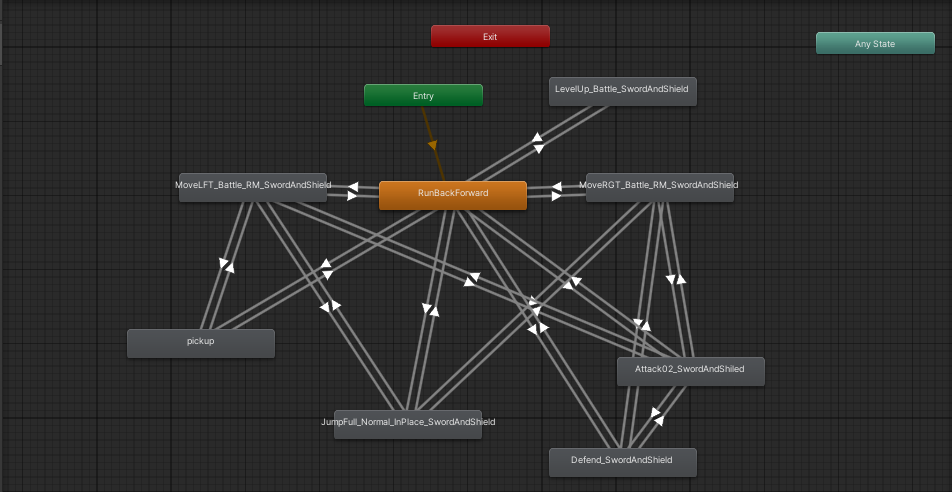 Exit
Any State
Entry
LevelUp_Battle_SwordAndShield
MoveLFT_Battle_RM_SwordAndShield
RunBackForward
MoveRGT_Battle_RM_SwordAndShield
pickup
Attack02_SwordAndShiled
JumpFull_Normal_InPlace_SwordAndShield
Defend_SwordAndShield